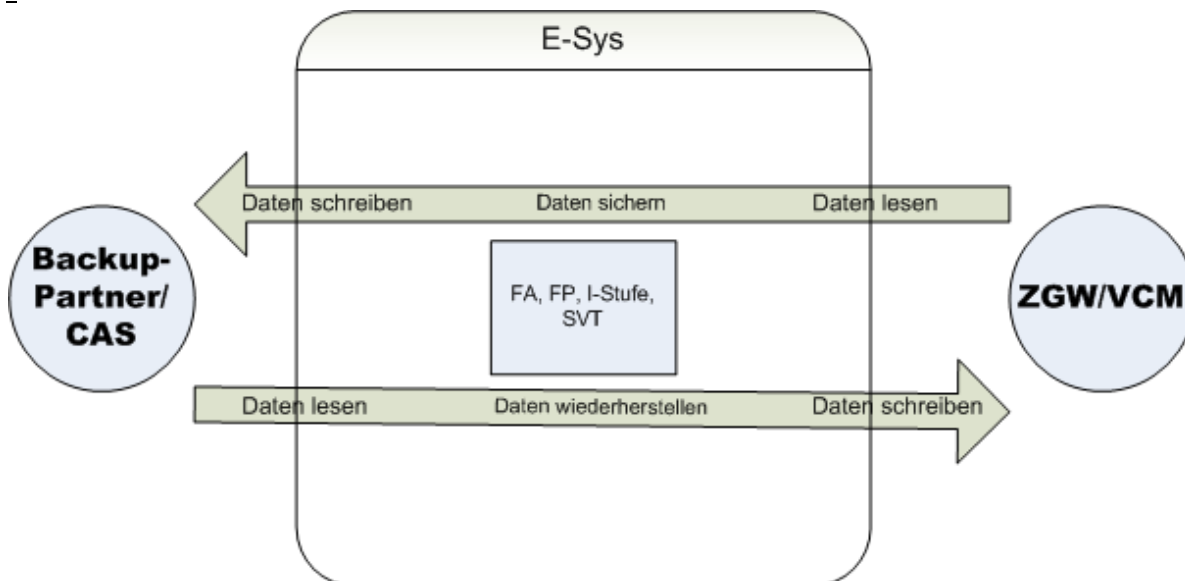 E-Sys
Daten schreiben
Daten sichern
Daten lesen
Backup-
Partner/
CAS
FA, FP, I-Stufe,
SVT
ZGW/VCM
Daten lesen
Daten wiederherstellen
Daten schreiben